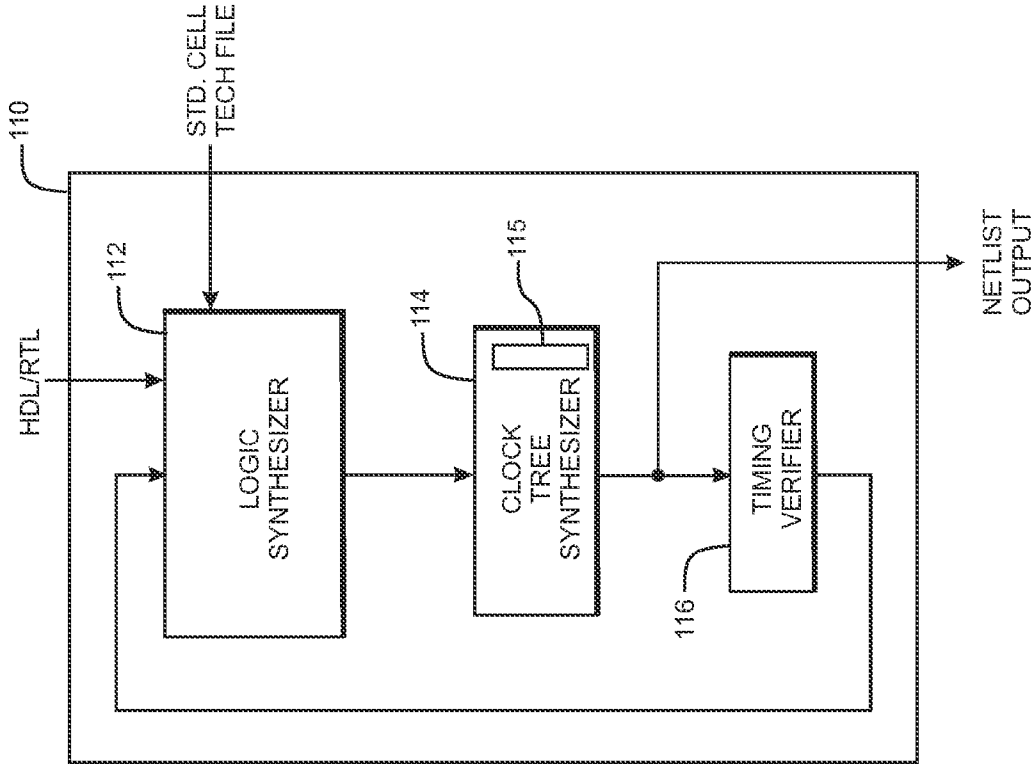 110
HDL/RTL
STD. CELL
TECH FILE
112
LOGIC
SYNTHESIZER
114
115
CLOCK
TREE
SYNTHESIZER
116
TIMING
VERIFIER
NETLIST
OUTPUT